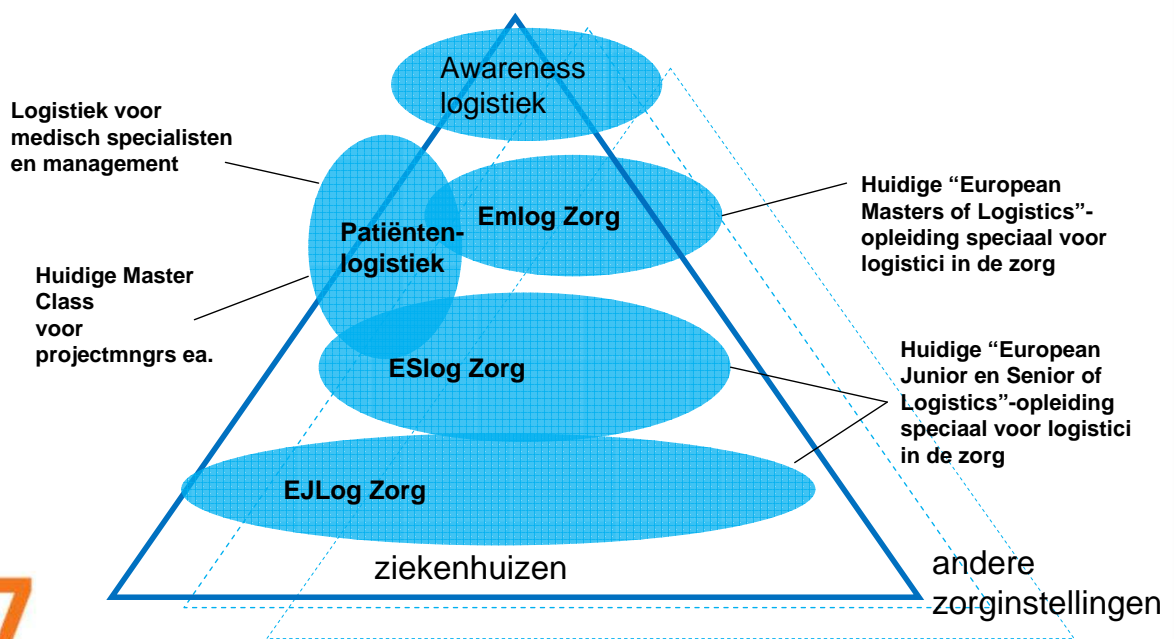 Awareness
logistiek
Logistiek voor
medisch specialisten
en management
Emlog Zorg
Patiënten-
logistiek
Huidige “European
Masters of Logistics”-
opleiding speciaal voor
logistici in de zorg
Huidige Master
Class
voor
projectmngrs ea.
ESlog Zorg
Huidige “European
Junior en Senior of
Logistics”-opleiding
speciaal voor logistici
in de zorg
EJLog Zorg
ziekenhuizen
andere
zorginstellingen
7